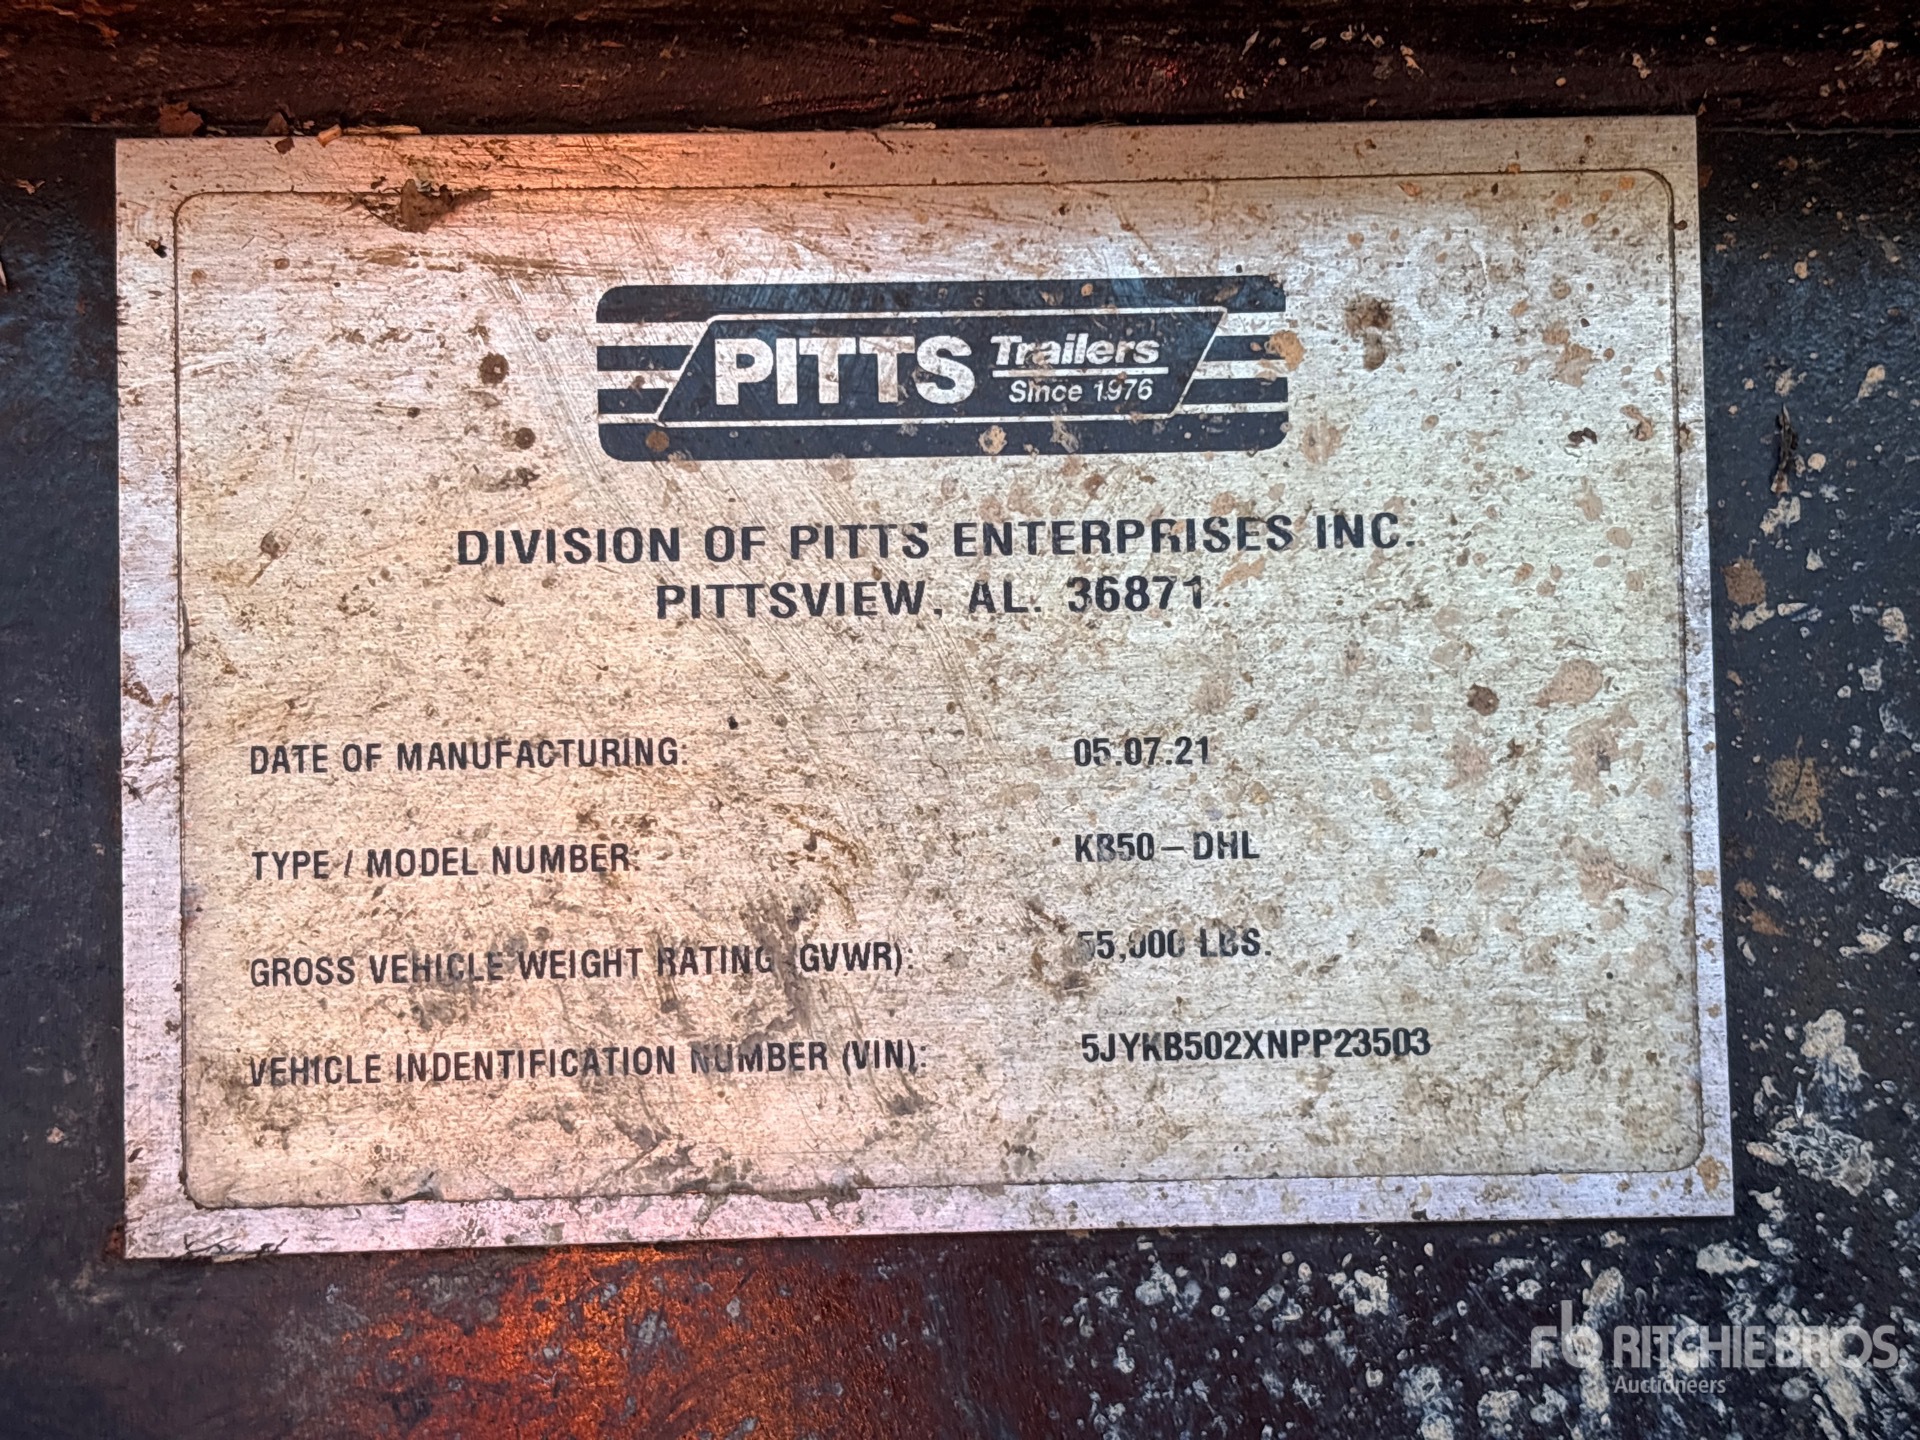 PITTS Trailers
Since 1976
DIVISION OF PITTS ENTERPRISES INC.
PITTSVIEW, AL. 36871
DATE OF MANUFACTURING: 05.07.21
TYPE / MODEL NUMBER: KB50-DHL
GROSS VEHICLE WEIGHT RATING (GVWR): 55,000 LBS.
VEHICLE INDENTIFICATION NUMBER (VIN): 5JYKB502XNPP23503
rb RITCHIE BROS.
Auctioneers